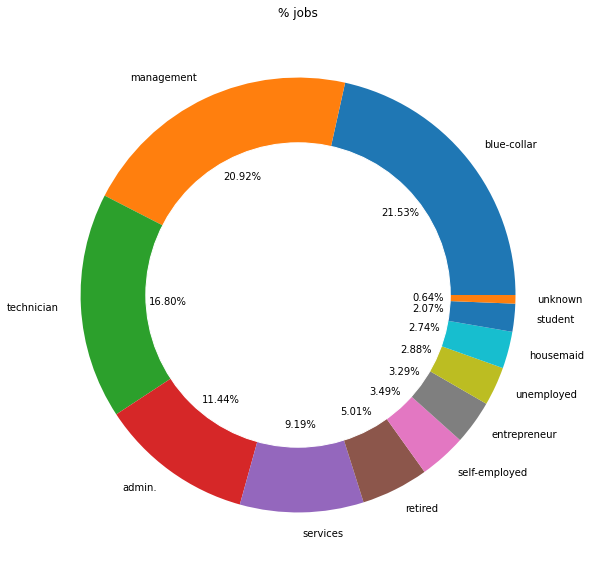 % jobs
management
blue-collar
20.92%
21.53%
technician
16.80%
0.64%
unknown
2.07%
student
2.74%
housemaid
2.88%
unemployed
3.29%
entrepreneur
3.49%
self-employed
11.44%
5.01%
retired
9.19%
admin.
services